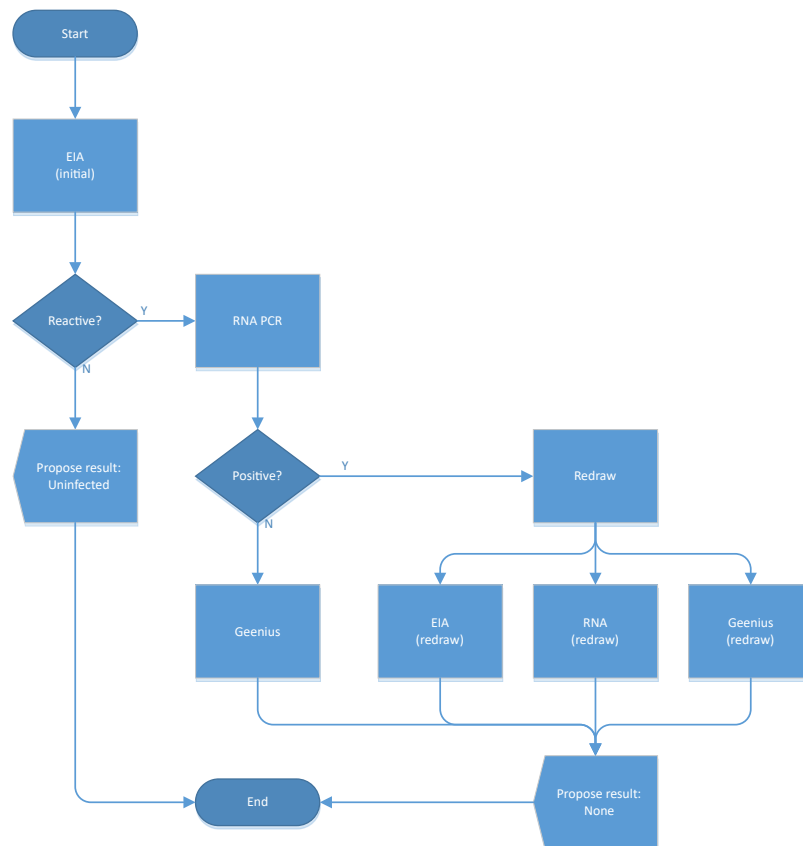 Start
EIA
(initial)
Reactive?
Y
RNA PCR
N
Propose result:
Uninfected
Positive?
Y
Redraw
N
Geenius
EIA
(redraw)
RNA
(redraw)
Geenius
(redraw)
End
Propose result:
None